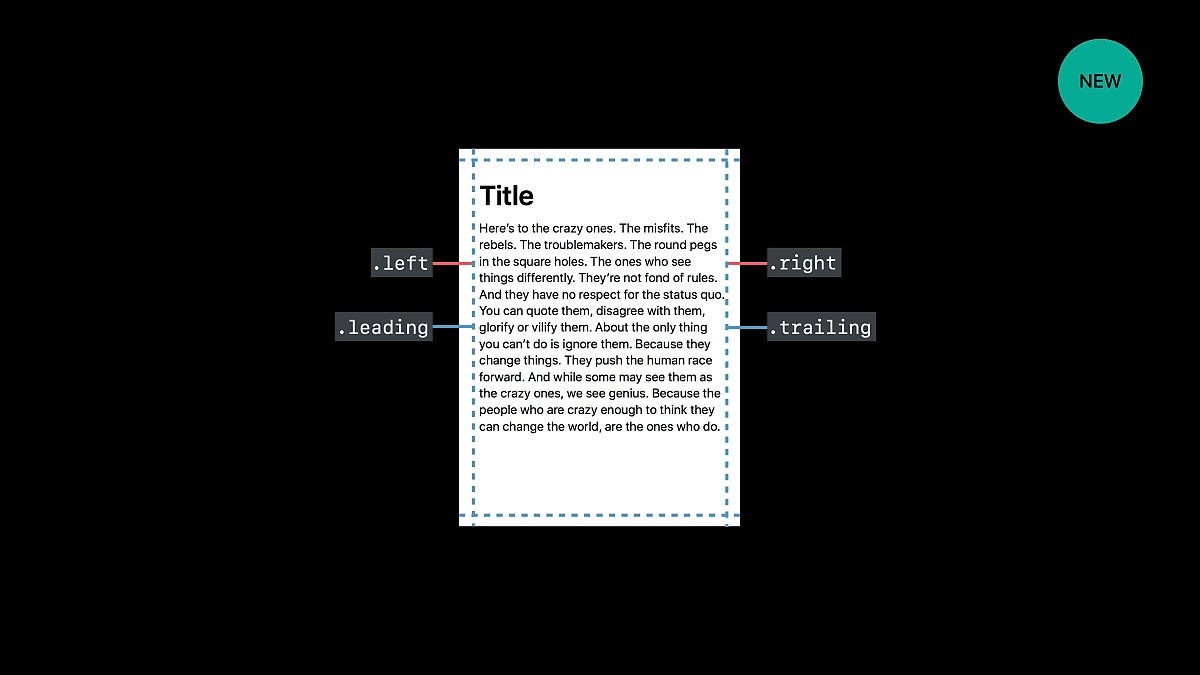 NEW
Title
Here’s to the crazy ones. The misfits. The
rebels. The troublemakers. The round pegs
in the square holes. The ones who see
things differently. They’re not fond of rules.
And they have no respect for the status quo.
You can quote them, disagree with them,
glorify or vilify them. About the only thing
you can’t do is ignore them. Because they
change things. They push the human race
forward. And while some may see them as
the crazy ones, we see genius. Because the
people who are crazy enough to think they
can change the world, are the ones who do.
.left
.right
.leading
.trailing